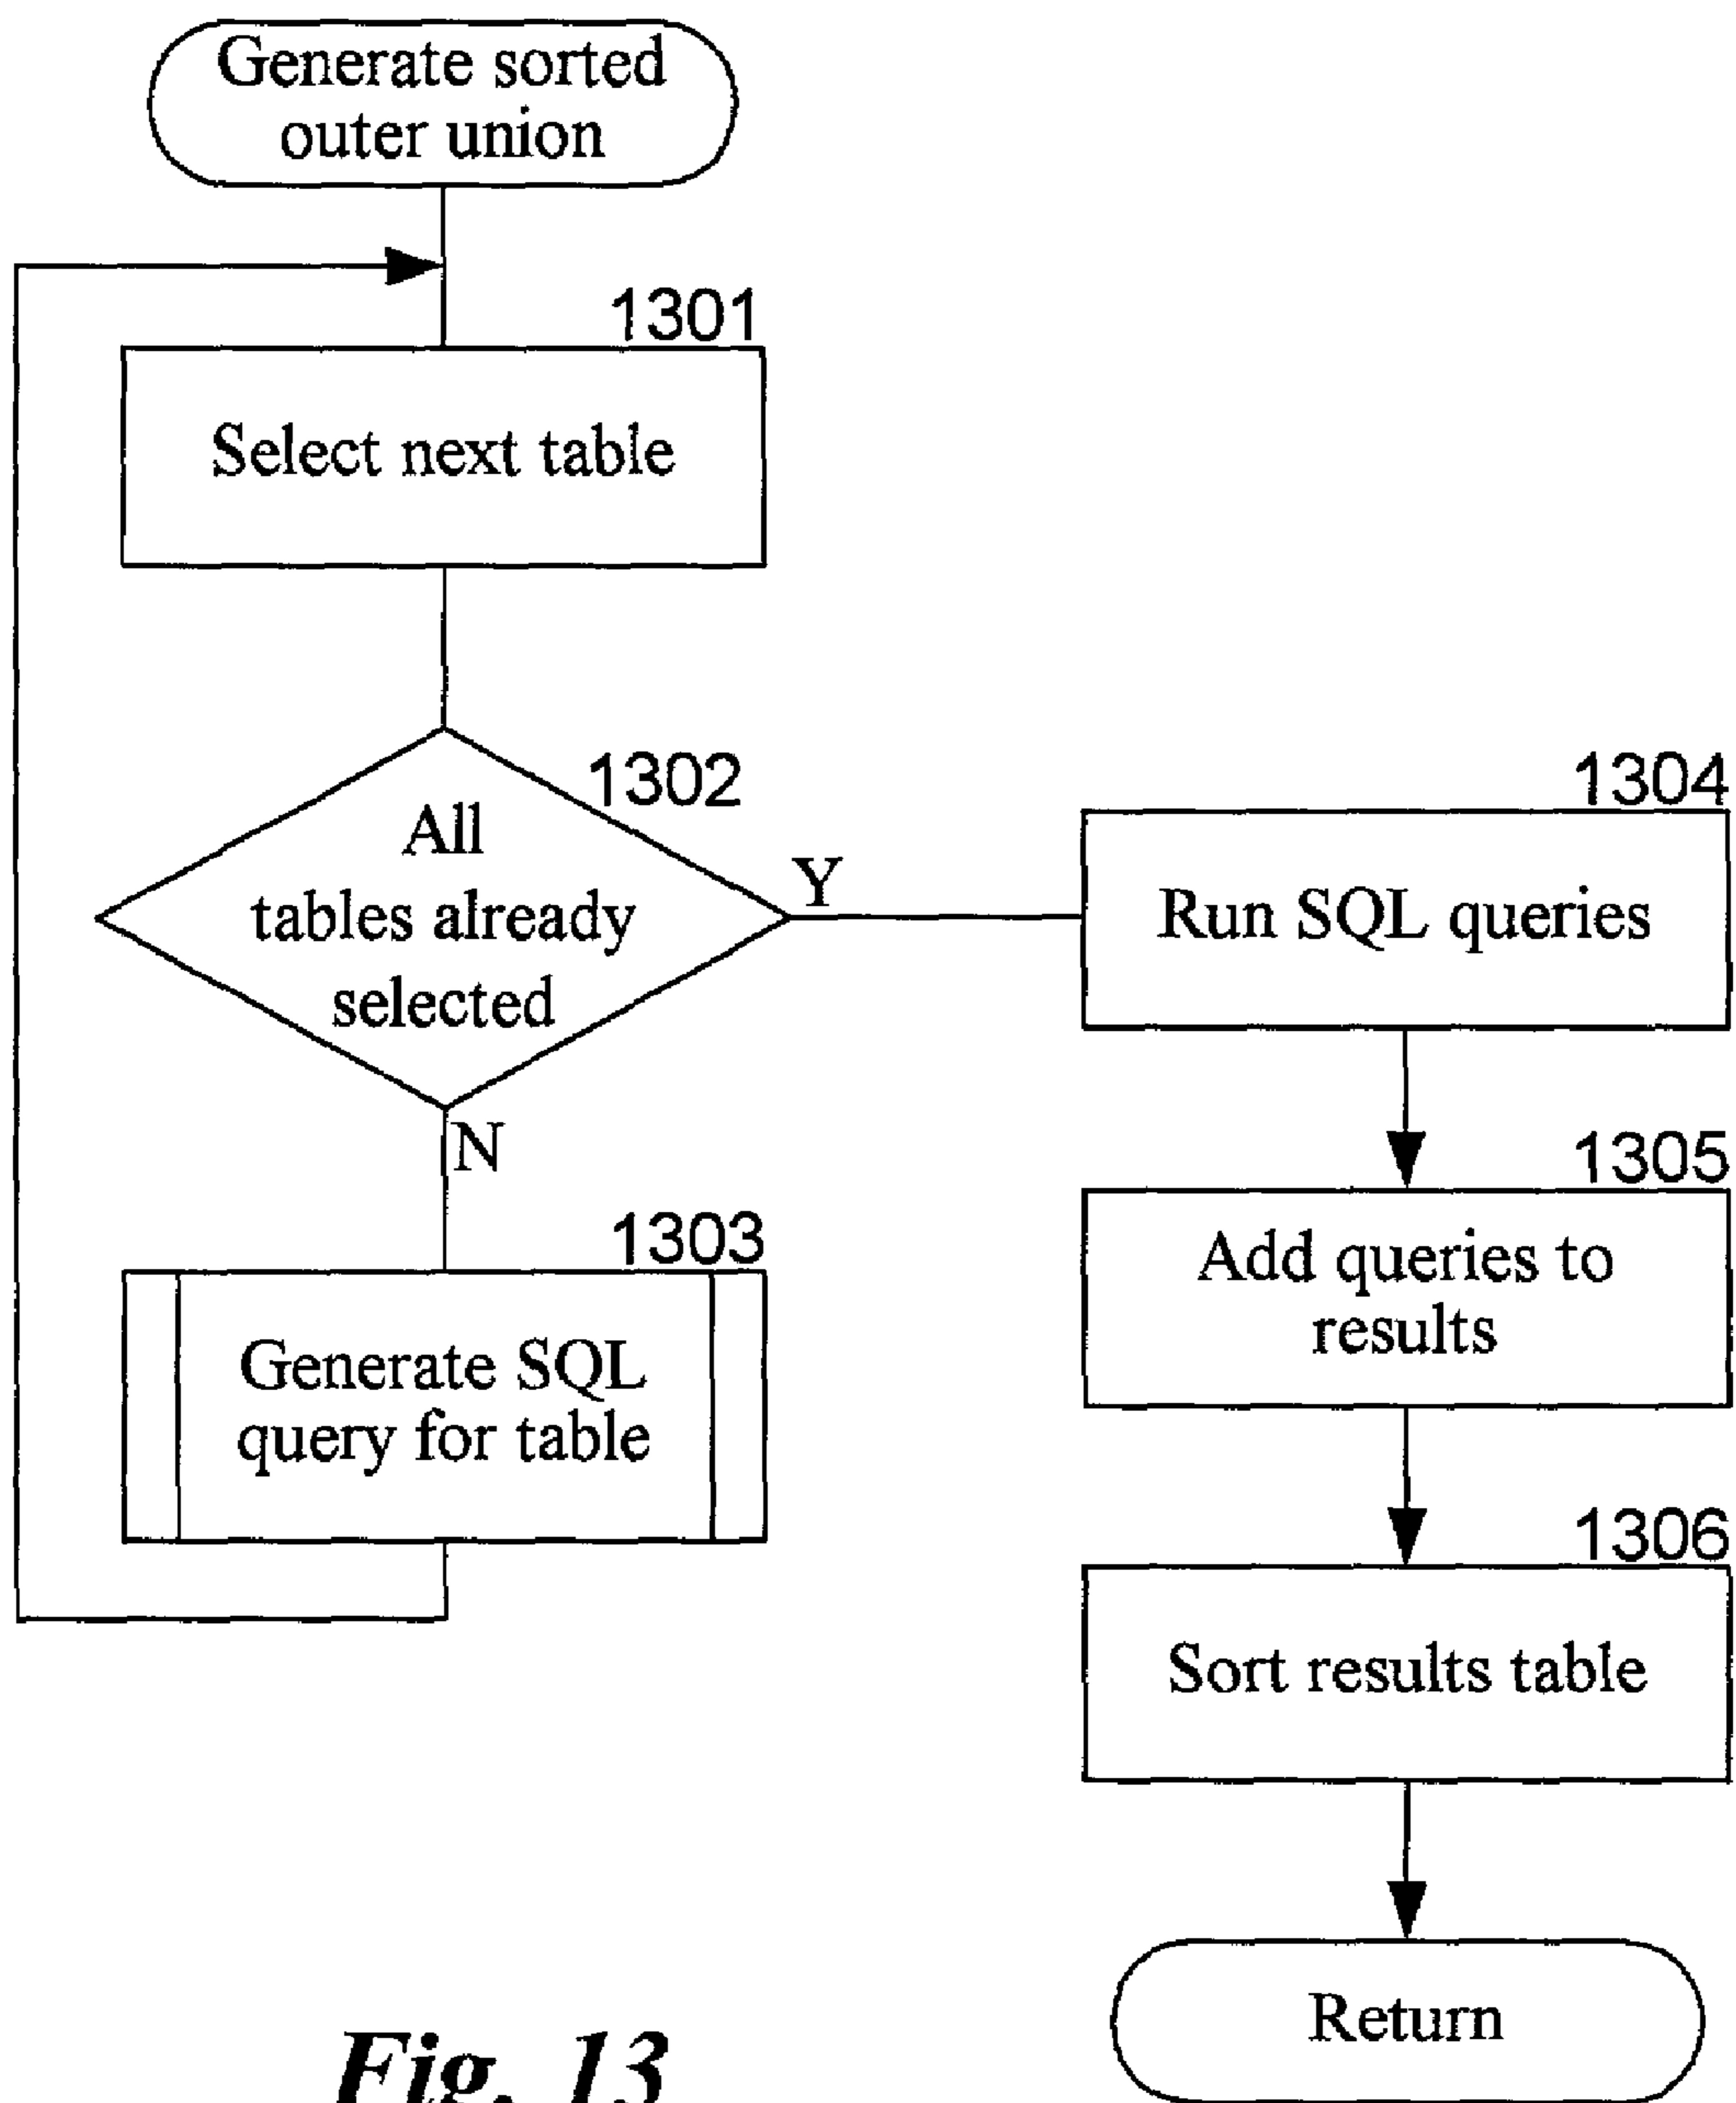 Generate sorted
outer union
1301
Select next table
1302
All
tables already
selected
Y
N
1303
Generate SQL
query for table
1304
Run SQL queries
1305
Add queries to
results
1306
Sort results table
Return
Fig. 13